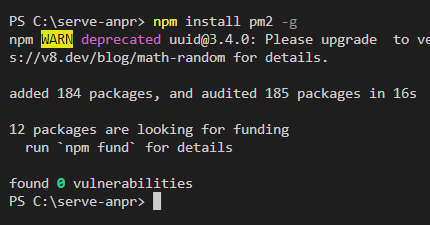 PS C:\serve-anpr> npm install pm2 -g
npm WARN deprecated uuid@3.4.0: Please upgrade  to ve
s://v8.dev/blog/math-random for details.
added 184 packages, and audited 185 packages in 16s
12 packages are looking for funding
  run `npm fund` for details
found 0 vulnerabilities
PS C:\serve-anpr>